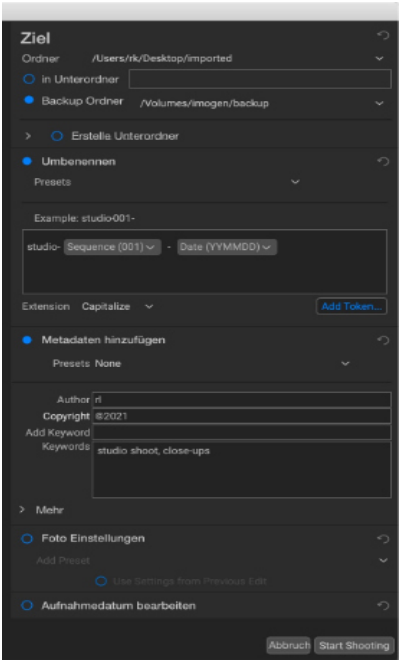 Ziel
Ordner /Users/rk/Desktop/imported
in Unterordner
Backup Ordner /Volumes/imogen/backup
Erstelle Unterordner
Umbenennen
Presets
Example: studio-001-
studio- Sequence (001) - Date (YYMMDD)
Extension Capitalize Add Token...
Metadaten hinzufügen
Presets None
Author rl
Copyright ©2021
Add Keyword
Keywords studio shoot, close-ups
Mehr
Foto Einstellungen
Add Preset
Use Settings from Previous Edit
Aufnahmedatum bearbeiten
Abbruch Start Shooting